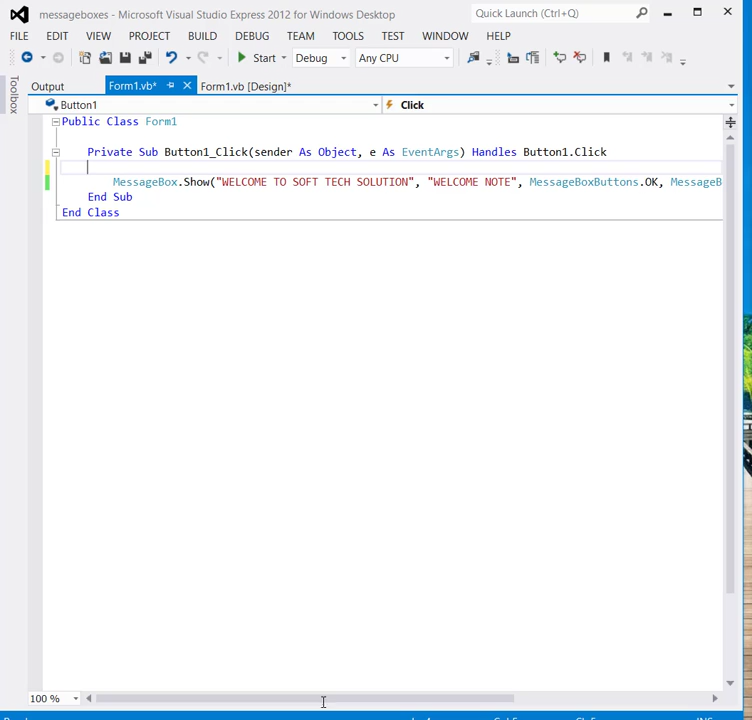 messageboxes - Microsoft Visual Studio Express 2012 for Windows Desktop
Quick Launch (Ctrl+Q)
FILE EDIT VIEW PROJECT BUILD DEBUG TEAM TOOLS TEST WINDOW HELP
Start Debug Any CPU
Toolbox
Output Form1.vb* Form1.vb [Design]*
Button1 Click
Public Class Form1
Private Sub Button1_Click(sender As Object, e As EventArgs) Handles Button1.Click
MessageBox.Show("WELCOME TO SOFT TECH SOLUTION", "WELCOME NOTE", MessageBoxButtons.OK, MessageB
End Sub
End Class
100 %